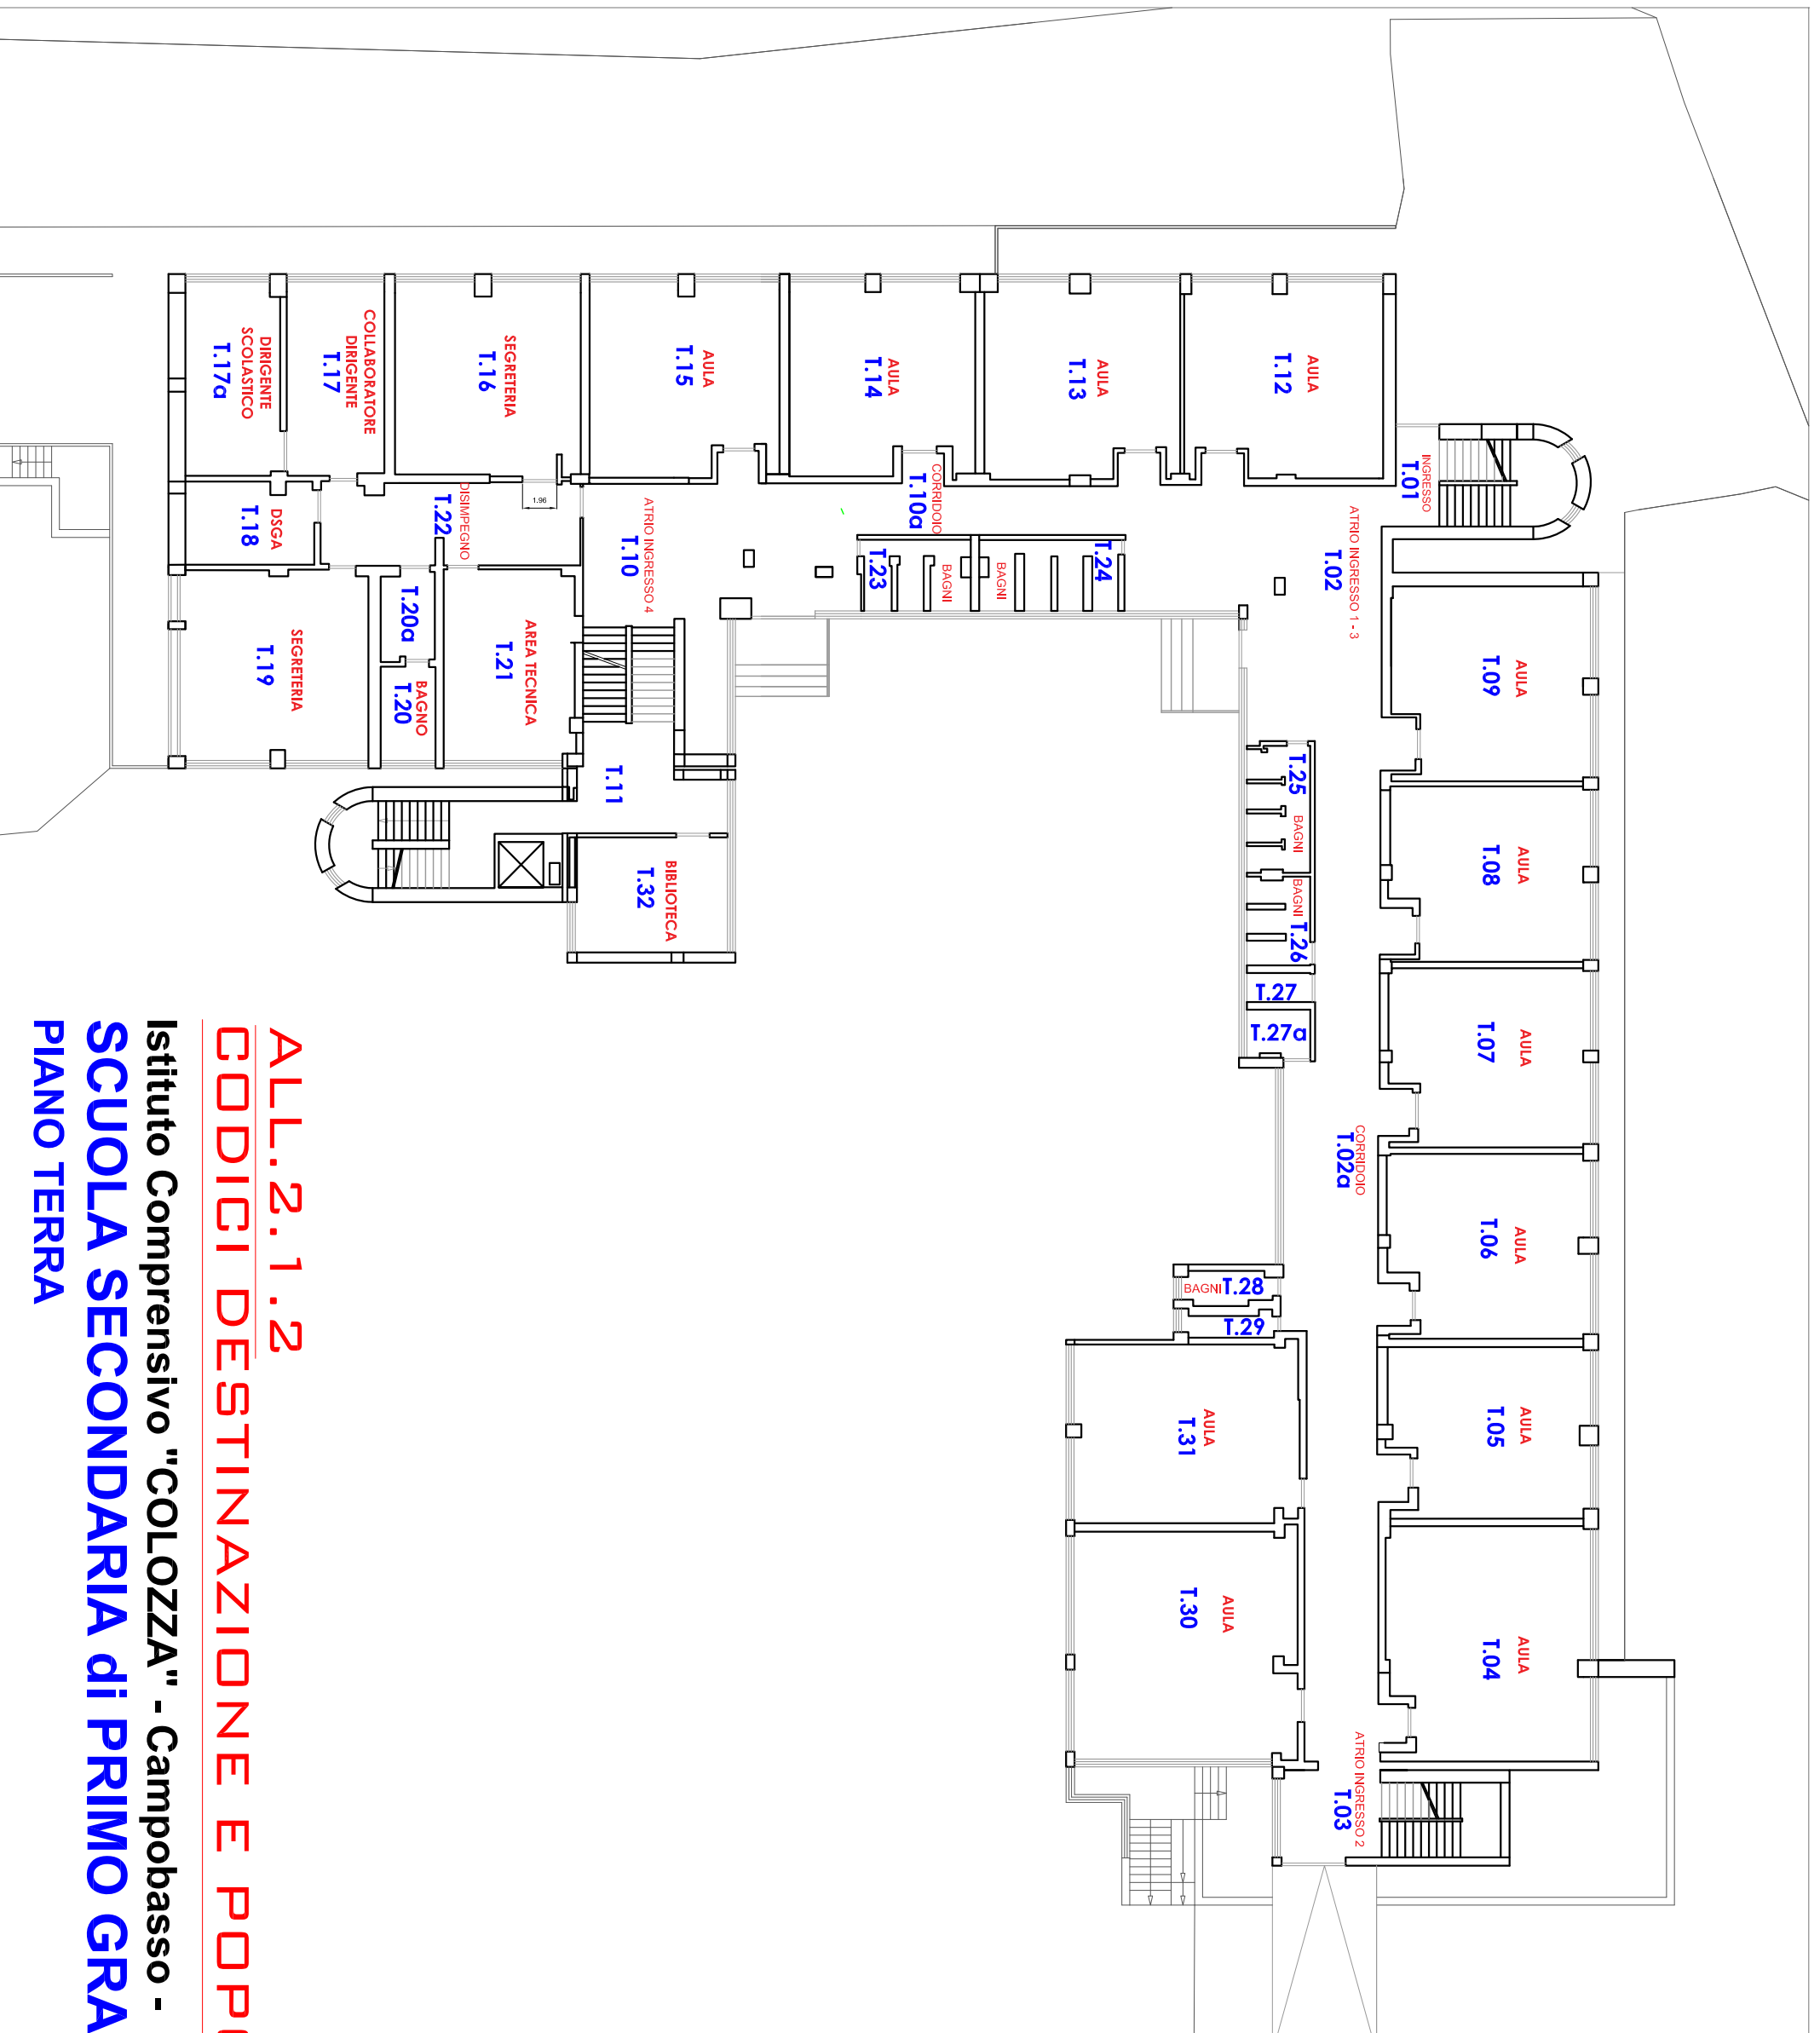 INGRESSO
T.01
ATRIO INGRESSO 1 - 3
T.02
AULA
T.09
AULA
T.08
AULA
T.07
CORRIDOIO
T.02a
AULA
T.06
AULA
T.05
AULA
T.04
ATRIO INGRESSO 2
T.03
AULA
T.12
AULA
T.13
AULA
T.14
AULA
T.15
SEGRETERIA
T.16
COLLABORATORE
DIRIGENTE
T.17
DIRIGENTE
SCOLASTICO
T.17a
CORRIDOIO
T.10a
T.24
BAGNI
BAGNI
T.23
ATRIO INGRESSO 4
T.10
1.96
DISIMPEGNO
T.22
DSGA
T.18
T.20a
BAGNO
T.20
AREA TECNICA
T.21
SEGRETERIA
T.19
T.11
BIBLIOTECA
T.32
T.25
BAGNI
BAGNI
T.26
T.27
T.27a
BAGNI T.28
T.29
AULA
T.31
AULA
T.30
ALL.2.1.2
CODICI DESTINAZIONE E
Istituto Comprensivo "COLOZZA" - Campobasso -
SCUOLA SECONDARIA di PRIMO GRA
PIANO TERRA